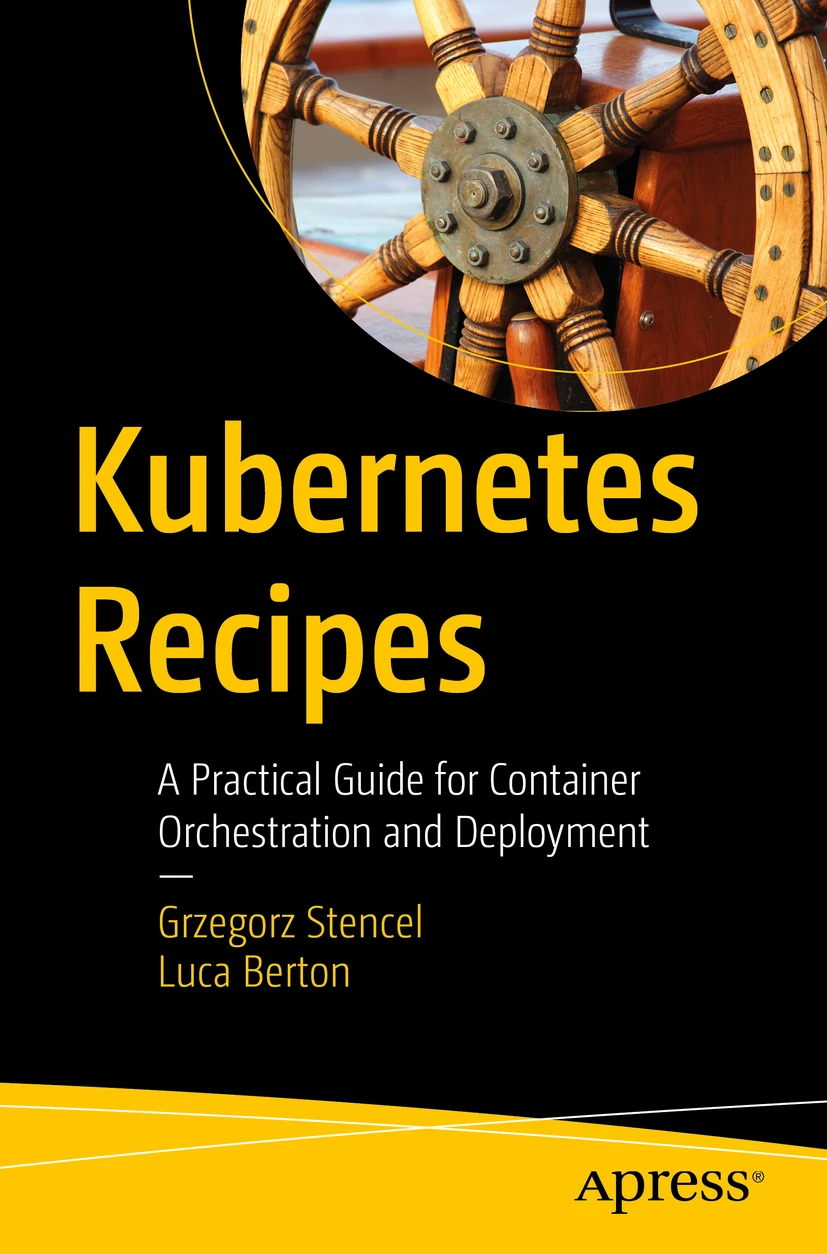 Kubernetes
Recipes
A Practical Guide for Container
Orchestration and Deployment
—
Grzegorz Stencel
Luca Berton
Apress®